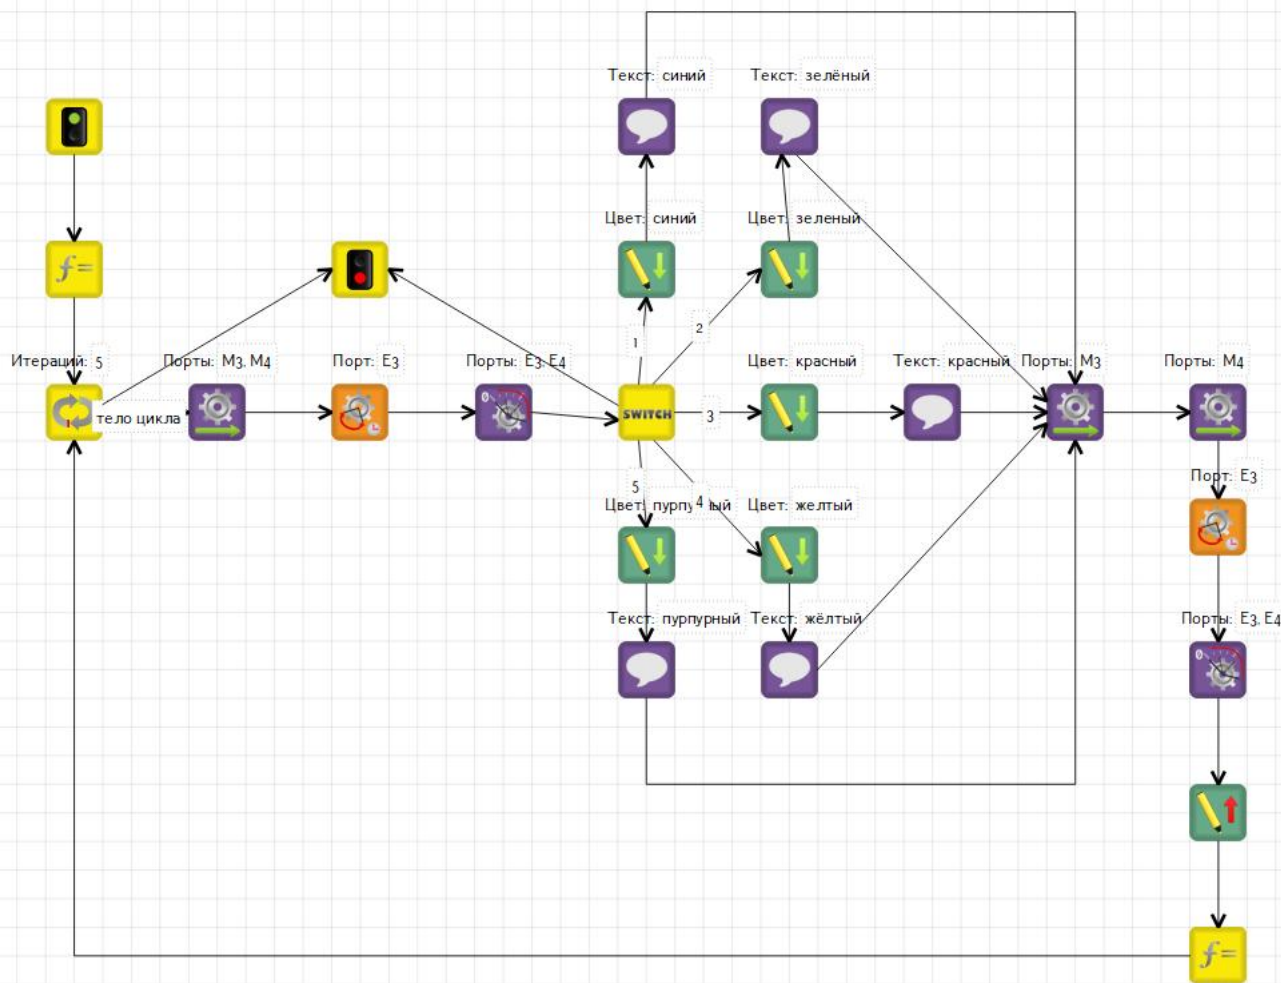 Текст: синий
Текст: зелёный
Цвет: синий
Цвет: зеленый
f=
1
2
Итераций: 5
Порты: M3, M4
Порт: E3
Порты: E3, E4
Цвет: красный
Текст: красный
Порты: M3
Порты: M4
тело цикла
0
SWITCH
3
Порт: E3
5
4
Цвет: желтый
Текст: пурпурный
Текст: жёлтый
Порты: E3, E4
0
f=